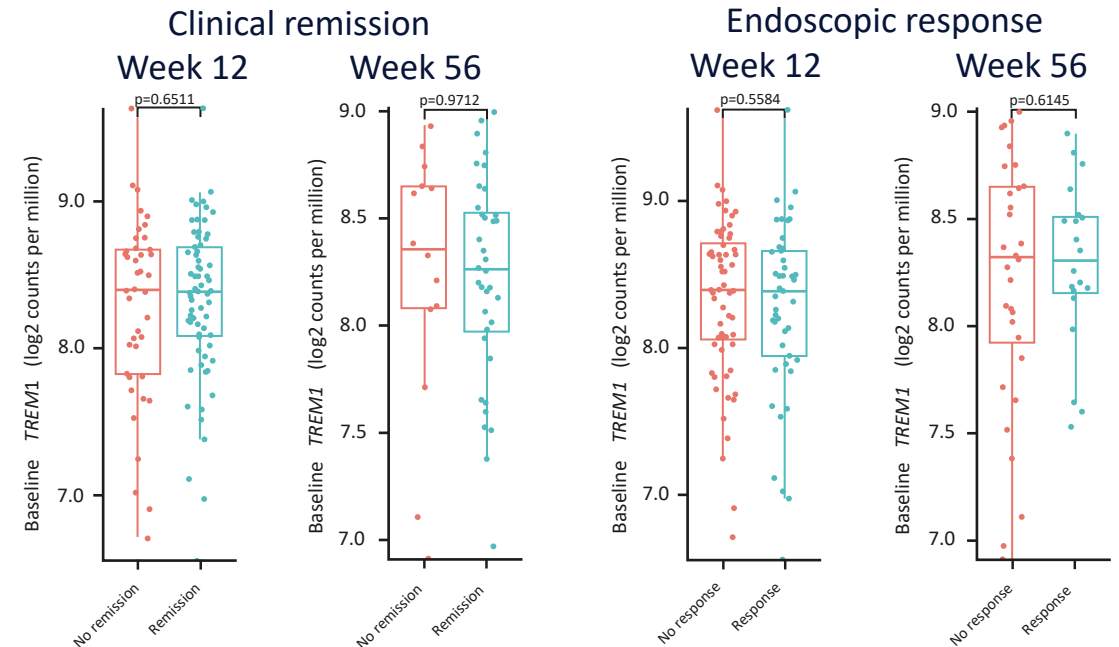 Clinical remission
Endoscopic response
Week 12
Week 56
Week 12
Week 56
p=0.6511
p=0.9712
p=0.5584
p=0.6145
Baseline TREM1 (log2 counts per million)
9.0
8.0
7.0
No remission
Remission
Baseline TREM1 (log2 counts per million)
9.0
8.5
8.0
7.5
7.0
No remission
Remission
Baseline TREM1 (log2 counts per million)
9.0
8.0
7.0
No response
Response
Baseline TREM1 (log2 counts per million)
9.0
8.5
8.0
7.5
7.0
No response
Response